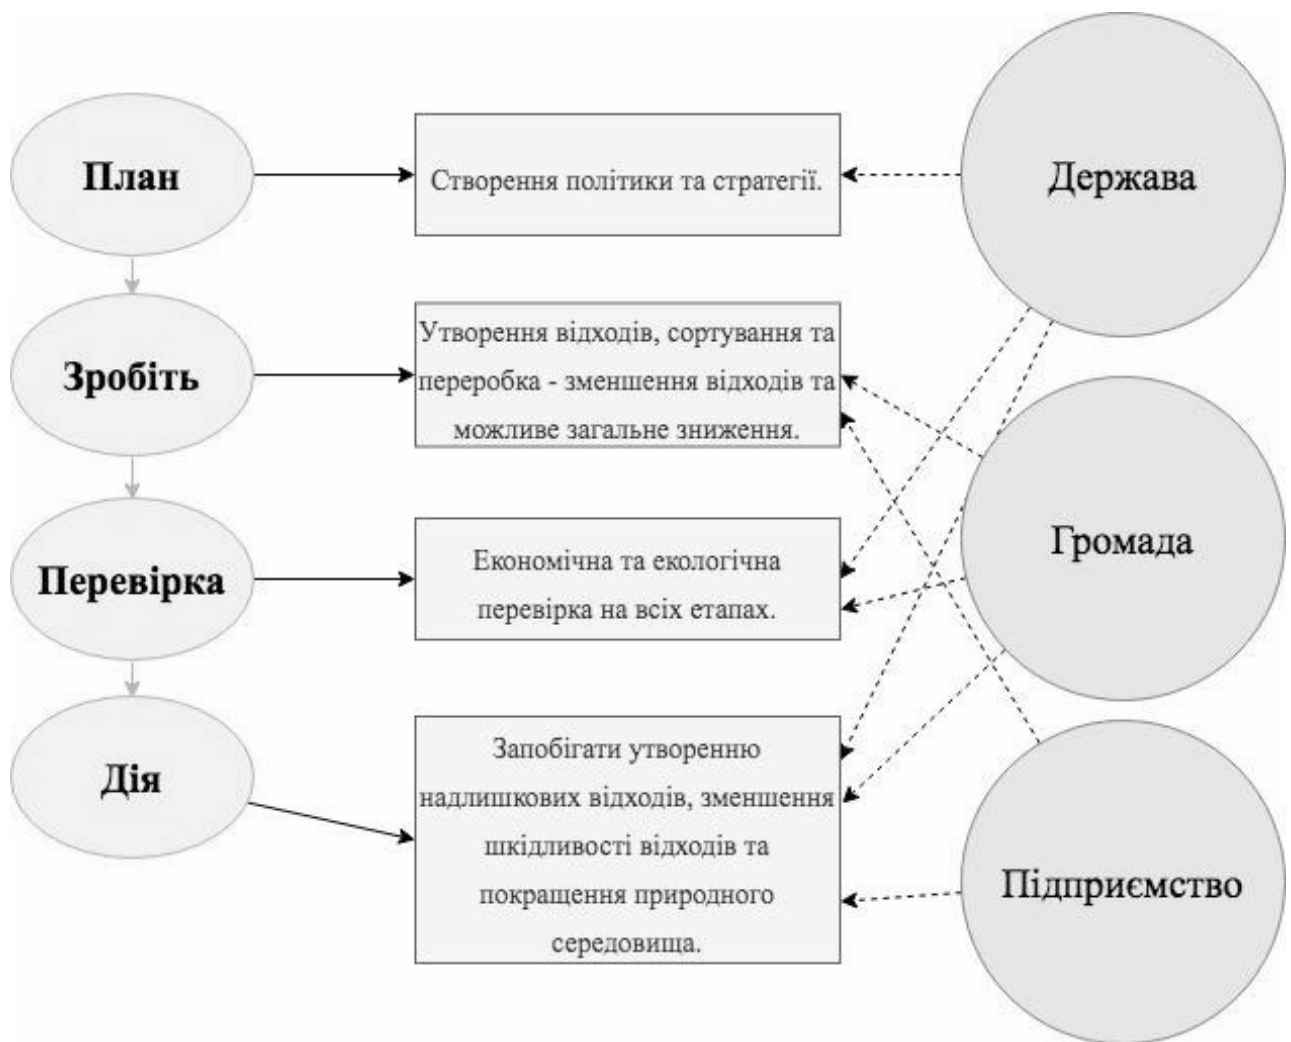 План
Створення політики та стратегії.
Держава
Зробіть
Утворення відходів, сортування та
переробка - зменшення відходів та
можливе загальне зниження.
Громада
Перевірка
Економічна та екологічна
перевірка на всіх етапах.
Дія
Запобігати утворенню
надлишкових відходів, зменшення
шкідливості відходів та
покращення природного
середовища.
Підприємство